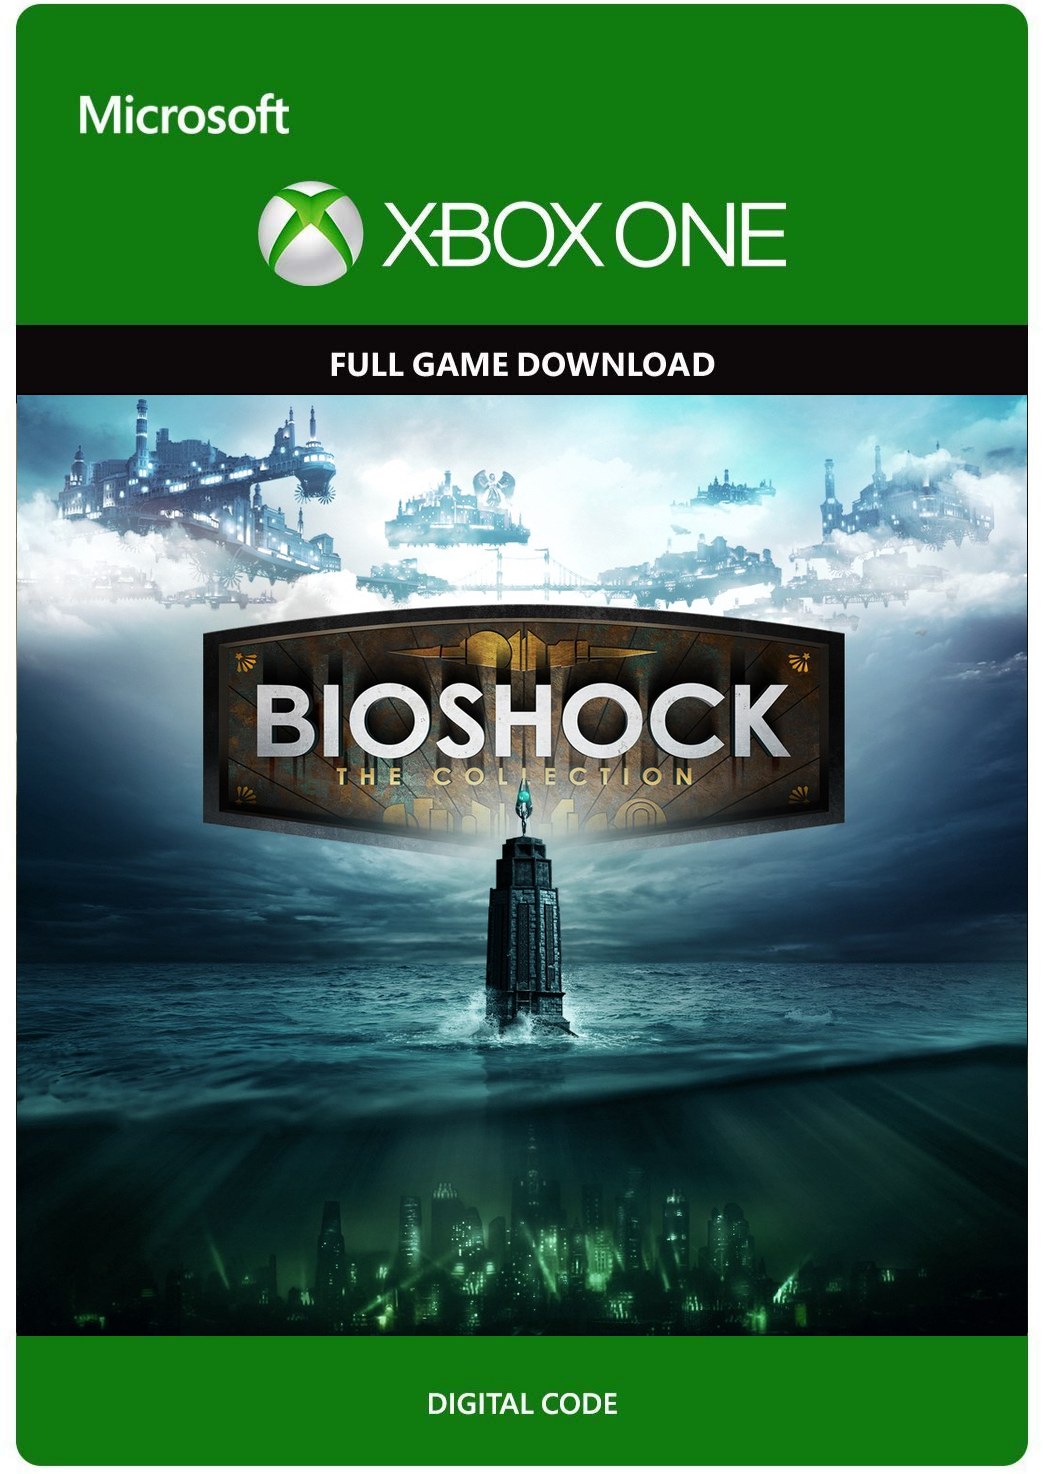 Microsoft
XBOX ONE
FULL GAME DOWNLOAD
BIOSHOCK
THE COLLECTION
DIGITAL CODE